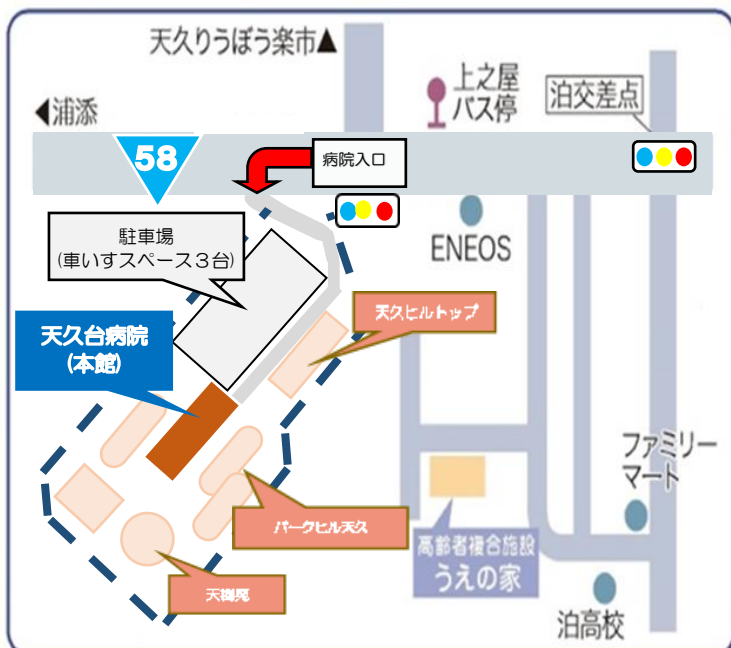 天久りうぼう楽市▲
◀浦添
上之屋
バス停
泊交差点
58
病院入口
駐車場
(車いすスペース３台)
ENEOS
天久ヒルトップ
天久台病院
(本館)
ファミリー
マート
パークヒル天久
高齢者複合施設
うえの家
泊高校